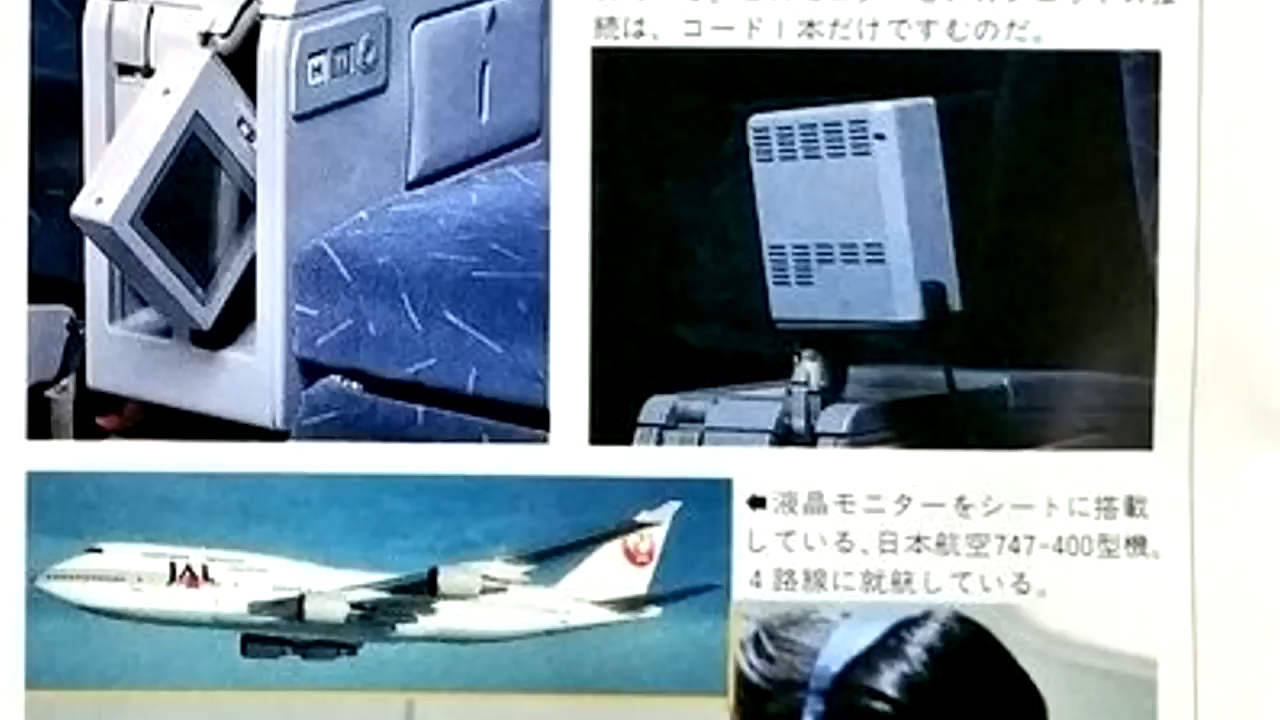 続は、コード1本だけですむのだ。
JAL
←液晶モニターをシートに搭載
している、日本航空747-400型機。
4路線に就航している。